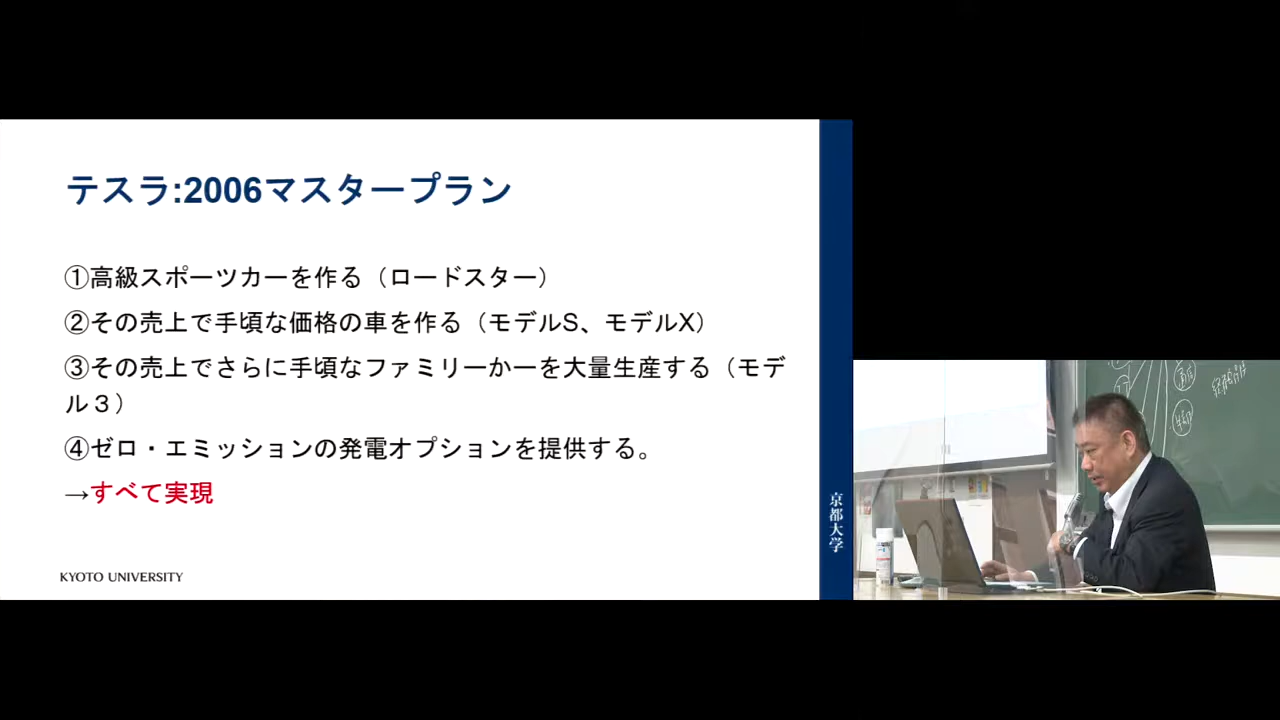 テスラ:2006マスタープラン
①高級スポーツカーを作る（ロードスター）
②その売上で手頃な価格の車を作る（モデルS、モデルX）
③その売上でさらに手頃なファミリーかーを大量生産する（モデ
ル３）
④ゼロ・エミッションの発電オプションを提供する。
→すべて実現
KYOTO UNIVERSITY
京都大学